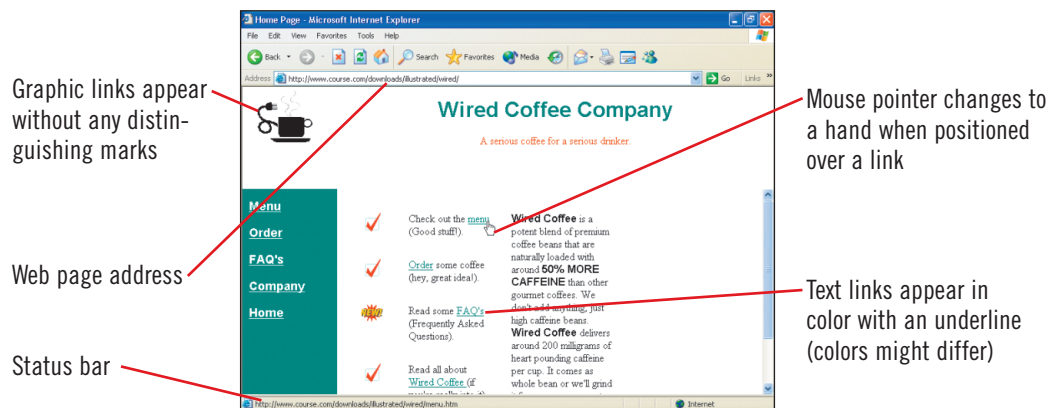 Home Page - Microsoft Internet Explorer
File Edit View Favorites Tools Help
Back Search Favorites Media
Address http://www.course.com/downloads/illustrated/wired/ Go Links »
Graphic links appear
without any distin-
guishing marks
Web page address
Status bar
Wired Coffee Company
A serious coffee for a serious drinker.
Menu
Order
FAQ's
Company
Home
Check out the menu
(Good stuff!).
Order some coffee
(hey, great idea!).
NEW!
Read some FAQ's
(Frequently Asked
Questions).
Read all about
Wired Coffee (if
Wired Coffee is a
potent blend of premium
coffee beans that are
naturally loaded with
around 50% MORE
CAFFEINE than other
gourmet coffees. We
don't add anything, just
high caffeine beans.
Wired Coffee delivers
around 200 milligrams of
heart pounding caffeine
per cup. It comes as
whole bean or we'll grind
http://www.course.com/downloads/illustrated/wired/menu.htm
Internet
Mouse pointer changes to
a hand when positioned
over a link
Text links appear in
color with an underline
(colors might differ)